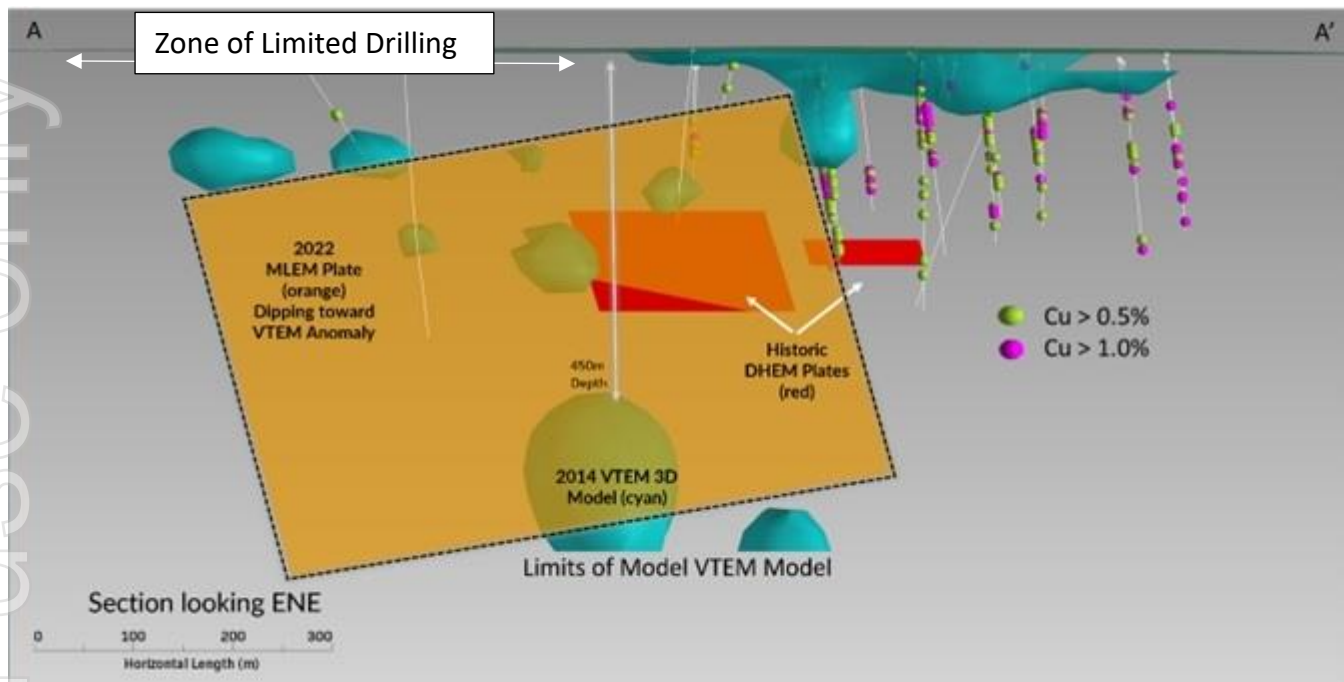 A
Zone of Limited Drilling
A'
2022
MLEM Plate
(orange)
Dipping toward
VTEM Anomaly
Cu > 0.5%
Cu > 1.0%
Historic
DHEM Plates
(red)
450m
Depth
2014 VTEM 3D
Model (cyan)
Limits of Model VTEM Model
Section looking ENE
0 100 200 300
Horizontal Length (m)